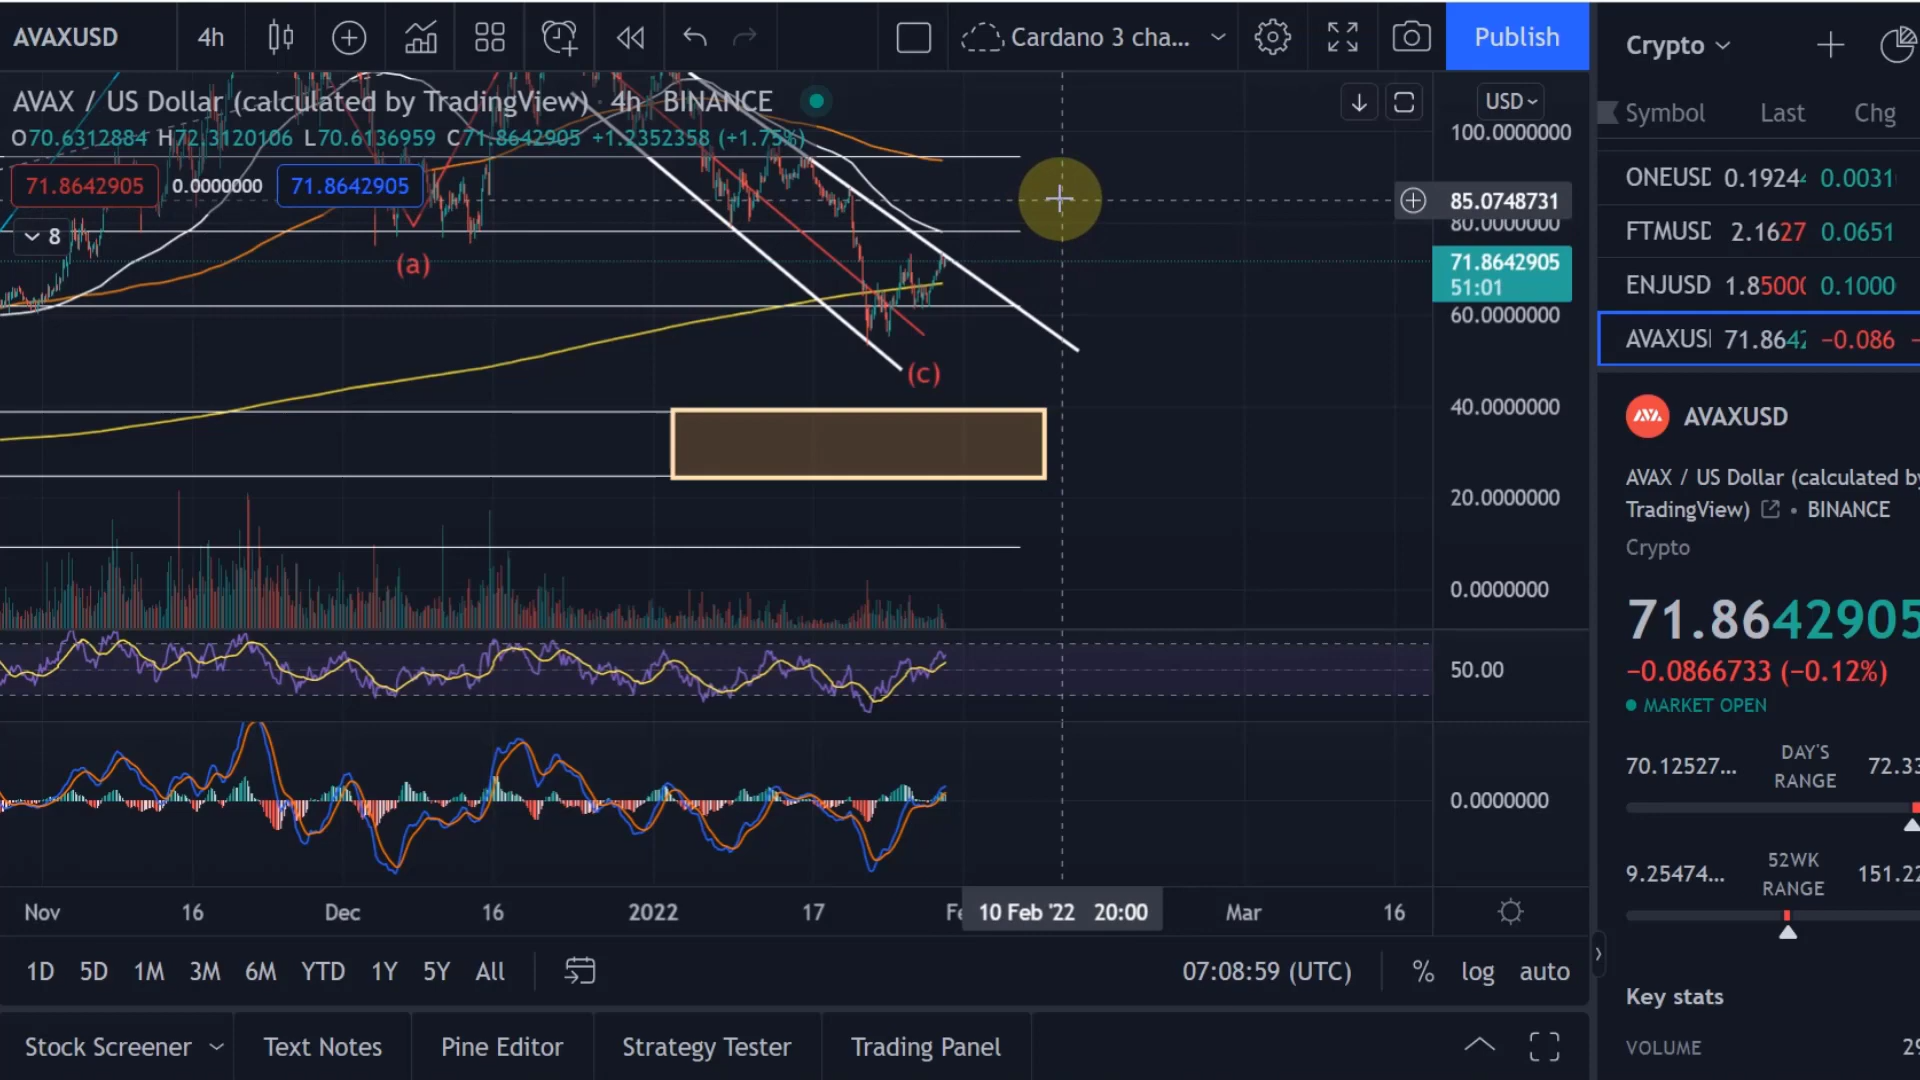 AVAXUSD 4h Cardano 3 cha... Publish
AVAX / US Dollar (calculated by TradingView) · 4h · BINANCE
O70.6312884 H72.3120106 L70.6136959 C71.8642905 +1.2352358 (+1.75%)
71.8642905 0.0000000 71.8642905
8
(a)
(c)
USD
100.0000000
85.0748731
80.0000000
71.8642905
51:01
60.0000000
40.0000000
20.0000000
0.0000000
50.00
0.0000000
Nov 16 Dec 16 2022 17 10 Feb '22 20:00 Mar 16
1D 5D 1M 3M 6M YTD 1Y 5Y All 07:08:59 (UTC) % log auto
Stock Screener Text Notes Pine Editor Strategy Tester Trading Panel
Crypto
Symbol Last Chg
ONEUSD 0.1924 0.0031
FTMUSD 2.1627 0.0651
ENJUSD 1.8500 0.1000
AVAXUSD 71.864 −0.086
AVAXUSD
AVAX / US Dollar (calculated by
TradingView) • BINANCE
Crypto
71.8642905
−0.0866733 (−0.12%)
MARKET OPEN
70.12527... DAY'S RANGE 72.33
9.25474... 52WK RANGE 151.22
Key stats
VOLUME